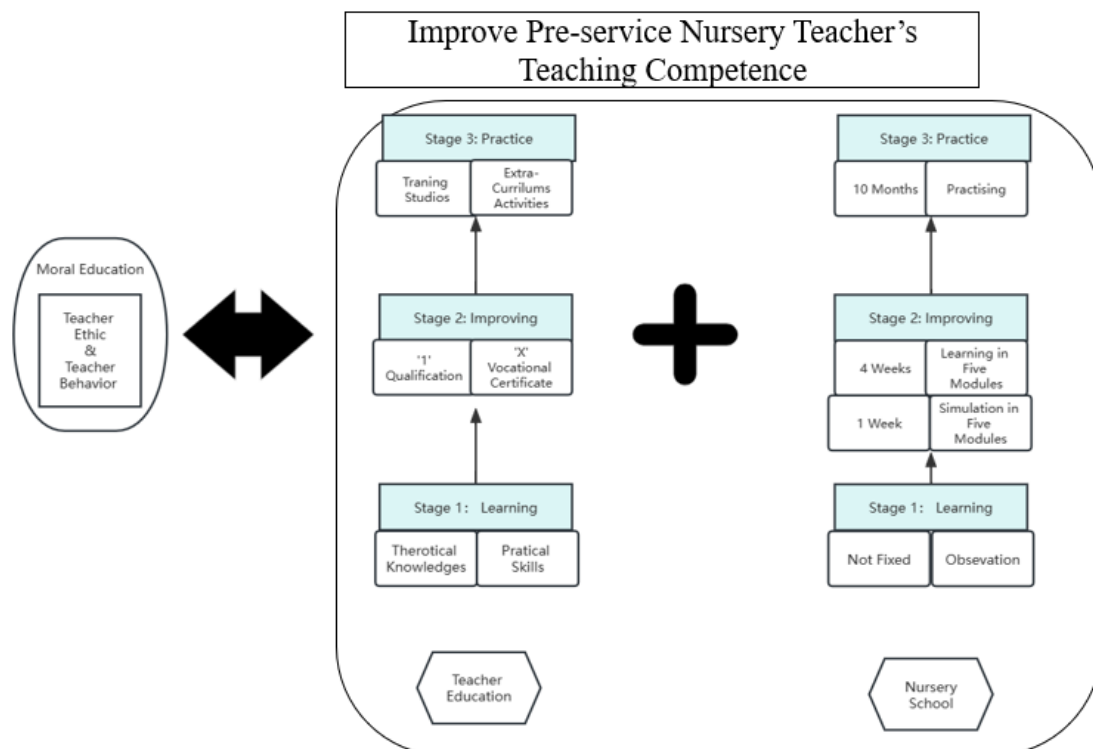 Improve Pre-service Nursery Teacher’s
Teaching Competence
Moral Education
Teacher
Ethic
&
Teacher
Behavior
Stage 3: Practice
Traning
Studios
Extra-
Currilums
Activities
Stage 2: Improving
'1'
Qualification
'X'
Vocational
Certificate
Stage 1:   Learning
Therotical
Knowledges
Pratical
Skills
Teacher
Education
Stage 3: Practice
10 Months
Practising
Stage 2: Improving
4 Weeks
Learning in
Five
Modules
1 Week
Simulation in
Five
Modules
Stage 1:   Learning
Not Fixed
Obsevation
Nursery
School